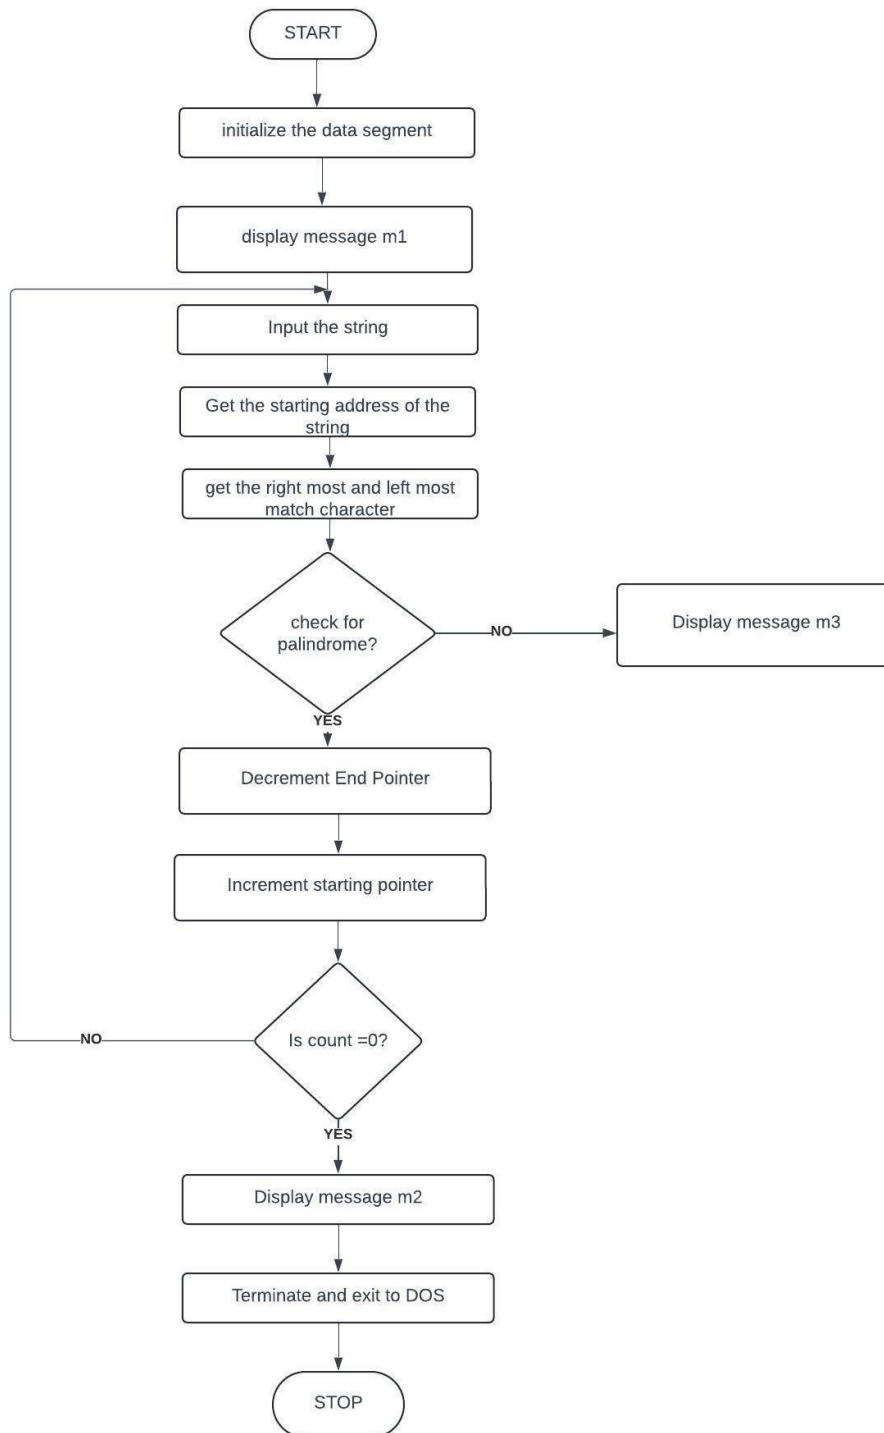 START
initialize the data segment
display message m1
Input the string
Get the starting address of the
string
get the right most and left most
match character
check for
palindrome?
NO
Display message m3
YES
Decrement End Pointer
Increment starting pointer
Is count =0?
NO
YES
Display message m2
Terminate and exit to DOS
STOP